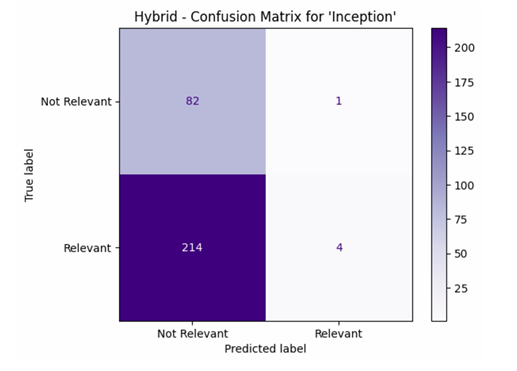 Hybrid - Confusion Matrix for 'Inception'
True label
Not Relevant
82
1
Relevant
214
4
Not Relevant
Relevant
Predicted label
200
175
150
125
100
75
50
25